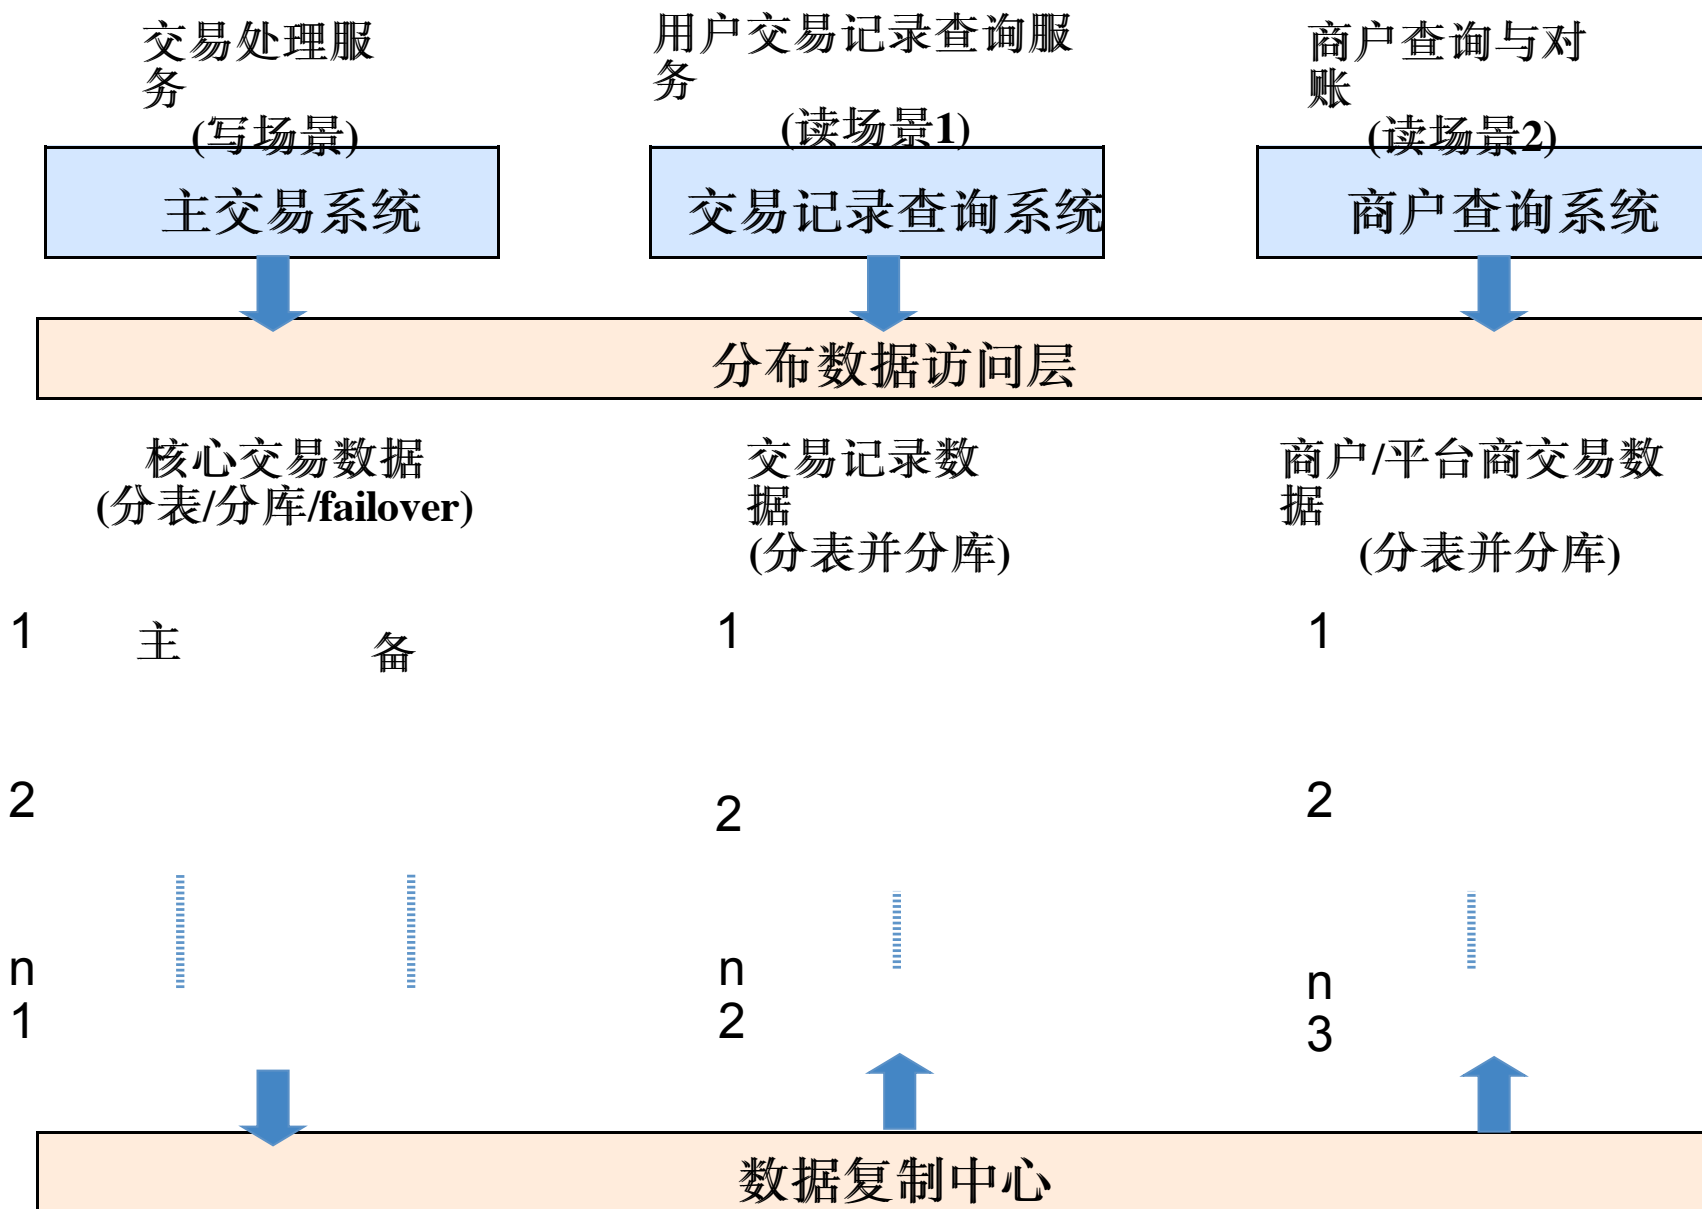 交易处理服
务
(写场景)
用户交易记录查询服
务
(读场景1)
商户查询与对
账
(读场景2)
主交易系统
交易记录查询系统
商户查询系统
分布数据访问层
核心交易数据
(分表/分库/failover)
交易记录数
据
(分表并分库)
商户/平台商交易数
据
(分表并分库)
1
主
备
1
1
2
2
2
n
1
n
2
n
3
数据复制中心